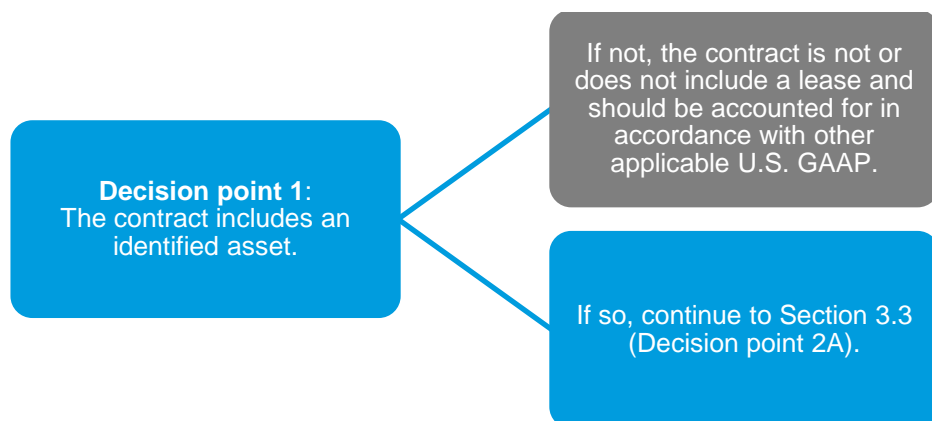 If not, the contract is not or
does not include a lease and
should be accounted for in
accordance with other
applicable U.S. GAAP.
Decision point 1:
The contract includes an
identified asset.
If so, continue to Section 3.3
(Decision point 2A).